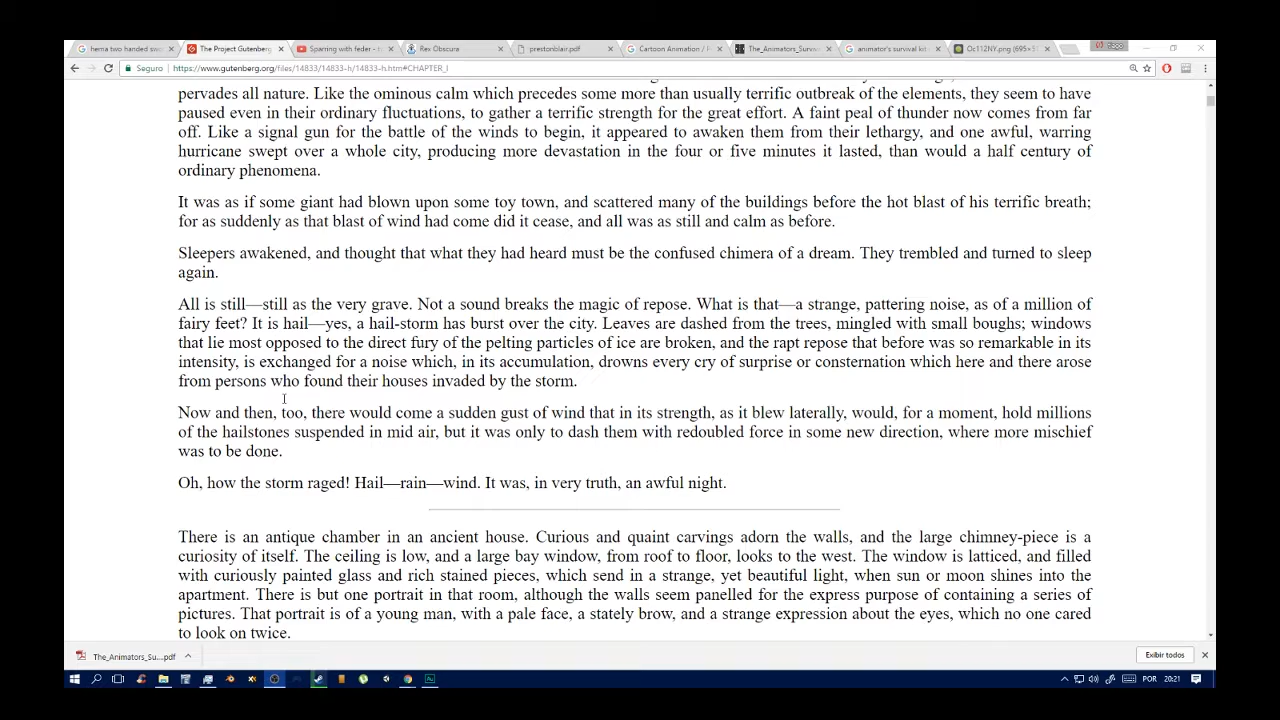 hema two handed swo
The Project Gutenberg
Sparring with feder - to
Rex Obscura
prestonblair.pdf
Cartoon Animation / P
The_Animators_Surviv
animator's survival kit
Oc112NY.png (695×5
Seguro
https://www.gutenberg.org/files/14833/14833-h/14833-h.htm#CHAPTER_I
pervades all nature. Like the ominous calm which precedes some more than usually terrific outbreak of the elements, they seem to have
paused even in their ordinary fluctuations, to gather a terrific strength for the great effort. A faint peal of thunder now comes from far
off. Like a signal gun for the battle of the winds to begin, it appeared to awaken them from their lethargy, and one awful, warring
hurricane swept over a whole city, producing more devastation in the four or five minutes it lasted, than would a half century of
ordinary phenomena.
It was as if some giant had blown upon some toy town, and scattered many of the buildings before the hot blast of his terrific breath;
for as suddenly as that blast of wind had come did it cease, and all was as still and calm as before.
Sleepers awakened, and thought that what they had heard must be the confused chimera of a dream. They trembled and turned to sleep
again.
All is still—still as the very grave. Not a sound breaks the magic of repose. What is that—a strange, pattering noise, as of a million of
fairy feet? It is hail—yes, a hail-storm has burst over the city. Leaves are dashed from the trees, mingled with small boughs; windows
that lie most opposed to the direct fury of the pelting particles of ice are broken, and the rapt repose that before was so remarkable in its
intensity, is exchanged for a noise which, in its accumulation, drowns every cry of surprise or consternation which here and there arose
from persons who found their houses invaded by the storm.
Now and then, too, there would come a sudden gust of wind that in its strength, as it blew laterally, would, for a moment, hold millions
of the hailstones suspended in mid air, but it was only to dash them with redoubled force in some new direction, where more mischief
was to be done.
Oh, how the storm raged! Hail—rain—wind. It was, in very truth, an awful night.
There is an antique chamber in an ancient house. Curious and quaint carvings adorn the walls, and the large chimney-piece is a
curiosity of itself. The ceiling is low, and a large bay window, from roof to floor, looks to the west. The window is latticed, and filled
with curiously painted glass and rich stained pieces, which send in a strange, yet beautiful light, when sun or moon shines into the
apartment. There is but one portrait in that room, although the walls seem panelled for the express purpose of containing a series of
pictures. That portrait is of a young man, with a pale face, a stately brow, and a strange expression about the eyes, which no one cared
to look on twice.
The_Animators_Su....pdf
Exibir todos
POR
20:21